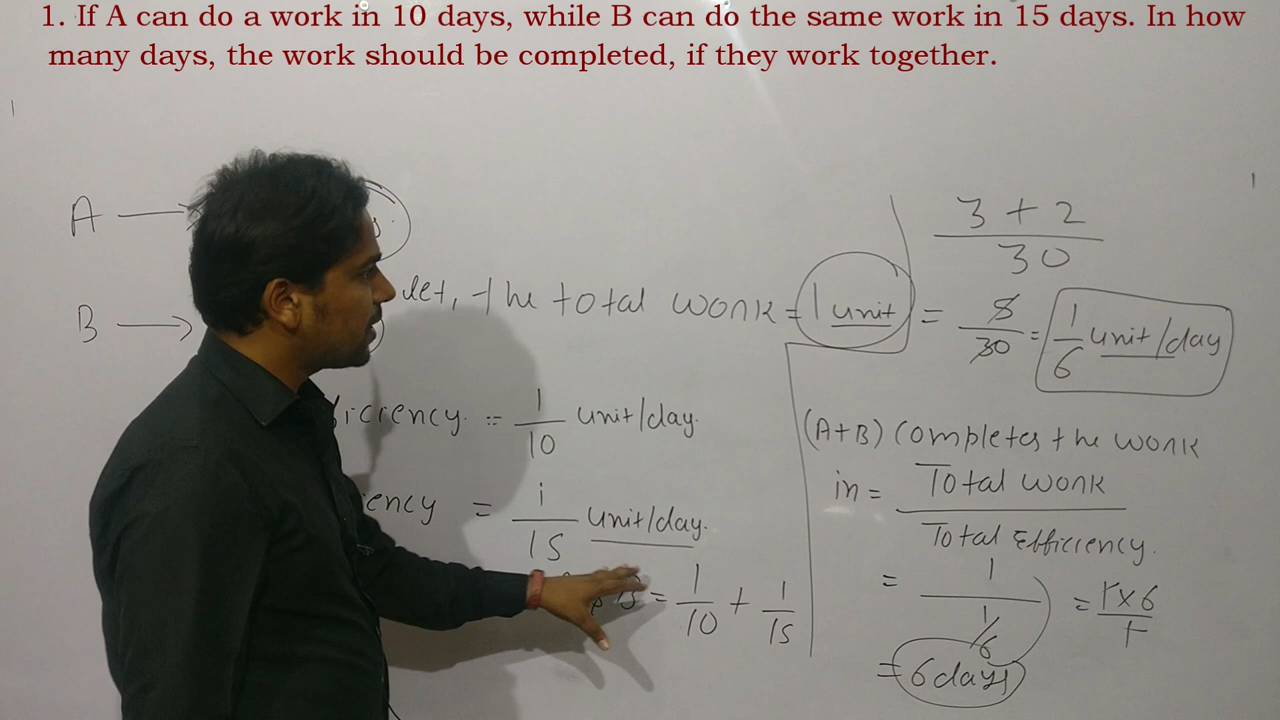 1. If A can do a work in 10 days, while B can do the same work in 15 days. In how
many days, the work should be completed, if they work together.
A →
B →
let, the total work = 1 unit
= 1/10 unit/day.
= 1/15 unit/day.
B = 1/10 + 1/15
3 + 2 / 30
= 5/30 = 1/6 unit/day
(A+B) completes the work
in = Total work / Total Efficiency.
= 1 / 1/6 = 1×6 / 1
= 6 days